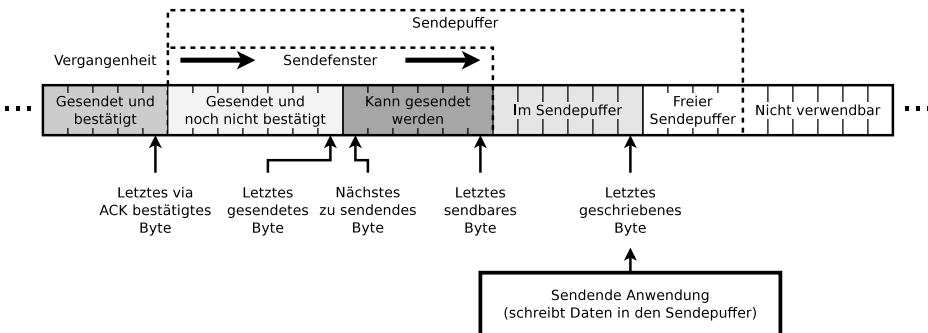 Sendepuffer
Vergangenheit
Sendefenster
Gesendet und
bestätigt
Gesendet und
noch nicht bestätigt
Kann gesendet
werden
Im Sendepuffer
Freier
Sendepuffer
Nicht verwendbar
Letztes via
ACK bestätigtes
Byte
Letztes
gesendetes
Byte
Nächstes
zu sendendes
Byte
Letztes
sendbares
Byte
Letztes
geschriebenes
Byte
Sendende Anwendung
(schreibt Daten in den Sendepuffer)